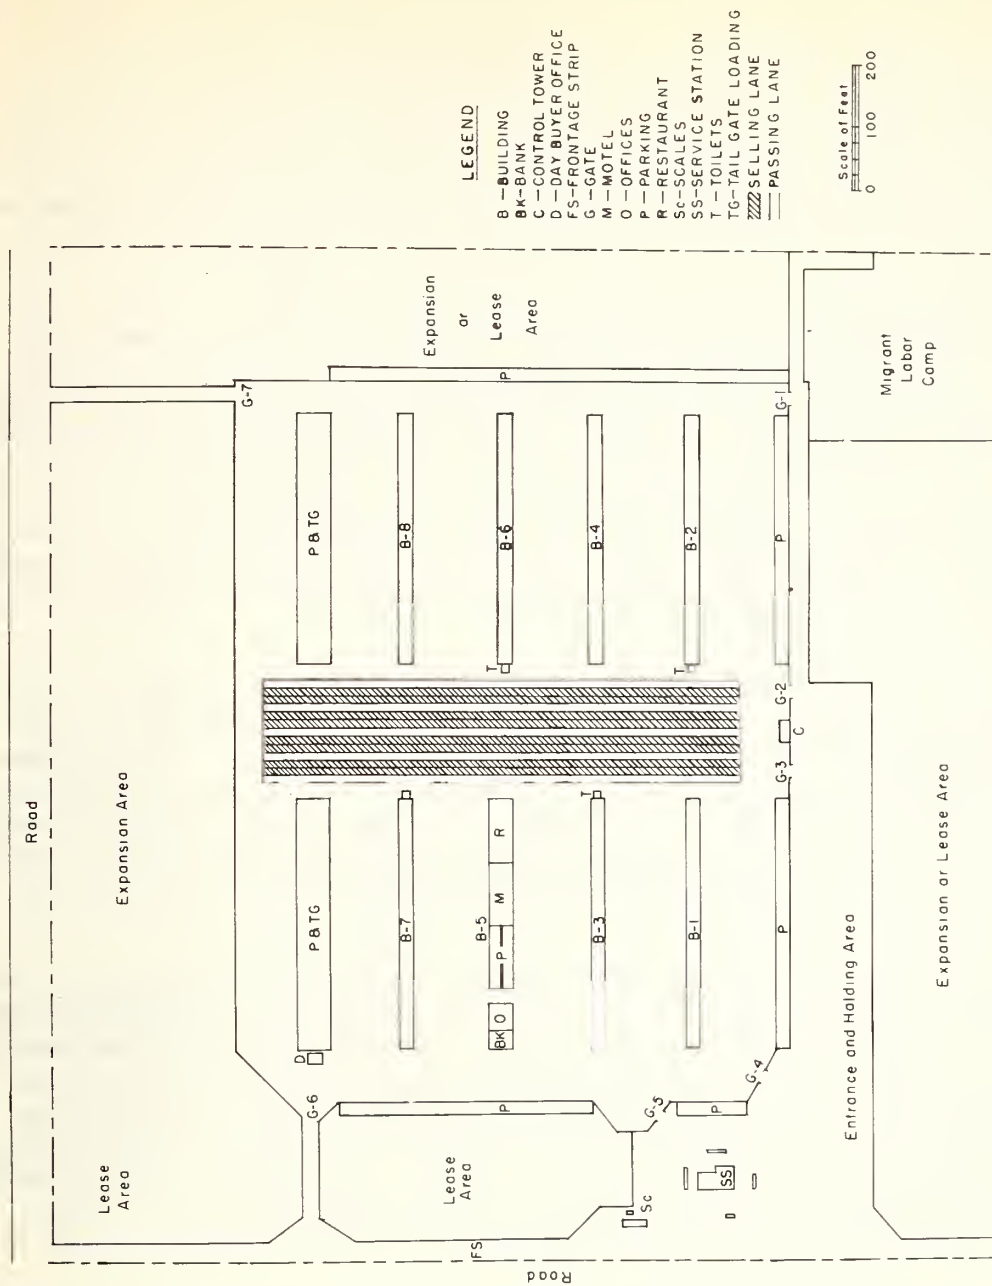 Road
Expansion Area
Lease
Area
Lease
Area
Expansion
or
Lease
Area
G-7
P & TG
P & TG
D
G-6
B-8
B-7
B-6
B-5
BK
O
P
M
R
B-4
B-3
B-2
B-1
T
T
T
P
P
P
P
P
G-1
G-2
G-3
G-4
G-5
C
SS
Sc
FS
Road
Entrance and Holding Area
Expansion or Lease Area
Migrant
Labor
Camp
LEGEND
B – BUILDING
BK–BANK
C – CONTROL TOWER
D – DAY BUYER OFFICE
FS–FRONTAGE STRIP
G – GATE
M – MOTEL
O – OFFICES
P – PARKING
R – RESTAURANT
Sc–SCALES
SS–SERVICE STATION
T – TOILETS
TG–TAIL GATE LOADING
SELLING LANE
PASSING LANE
Scale of Feet
0 100 200